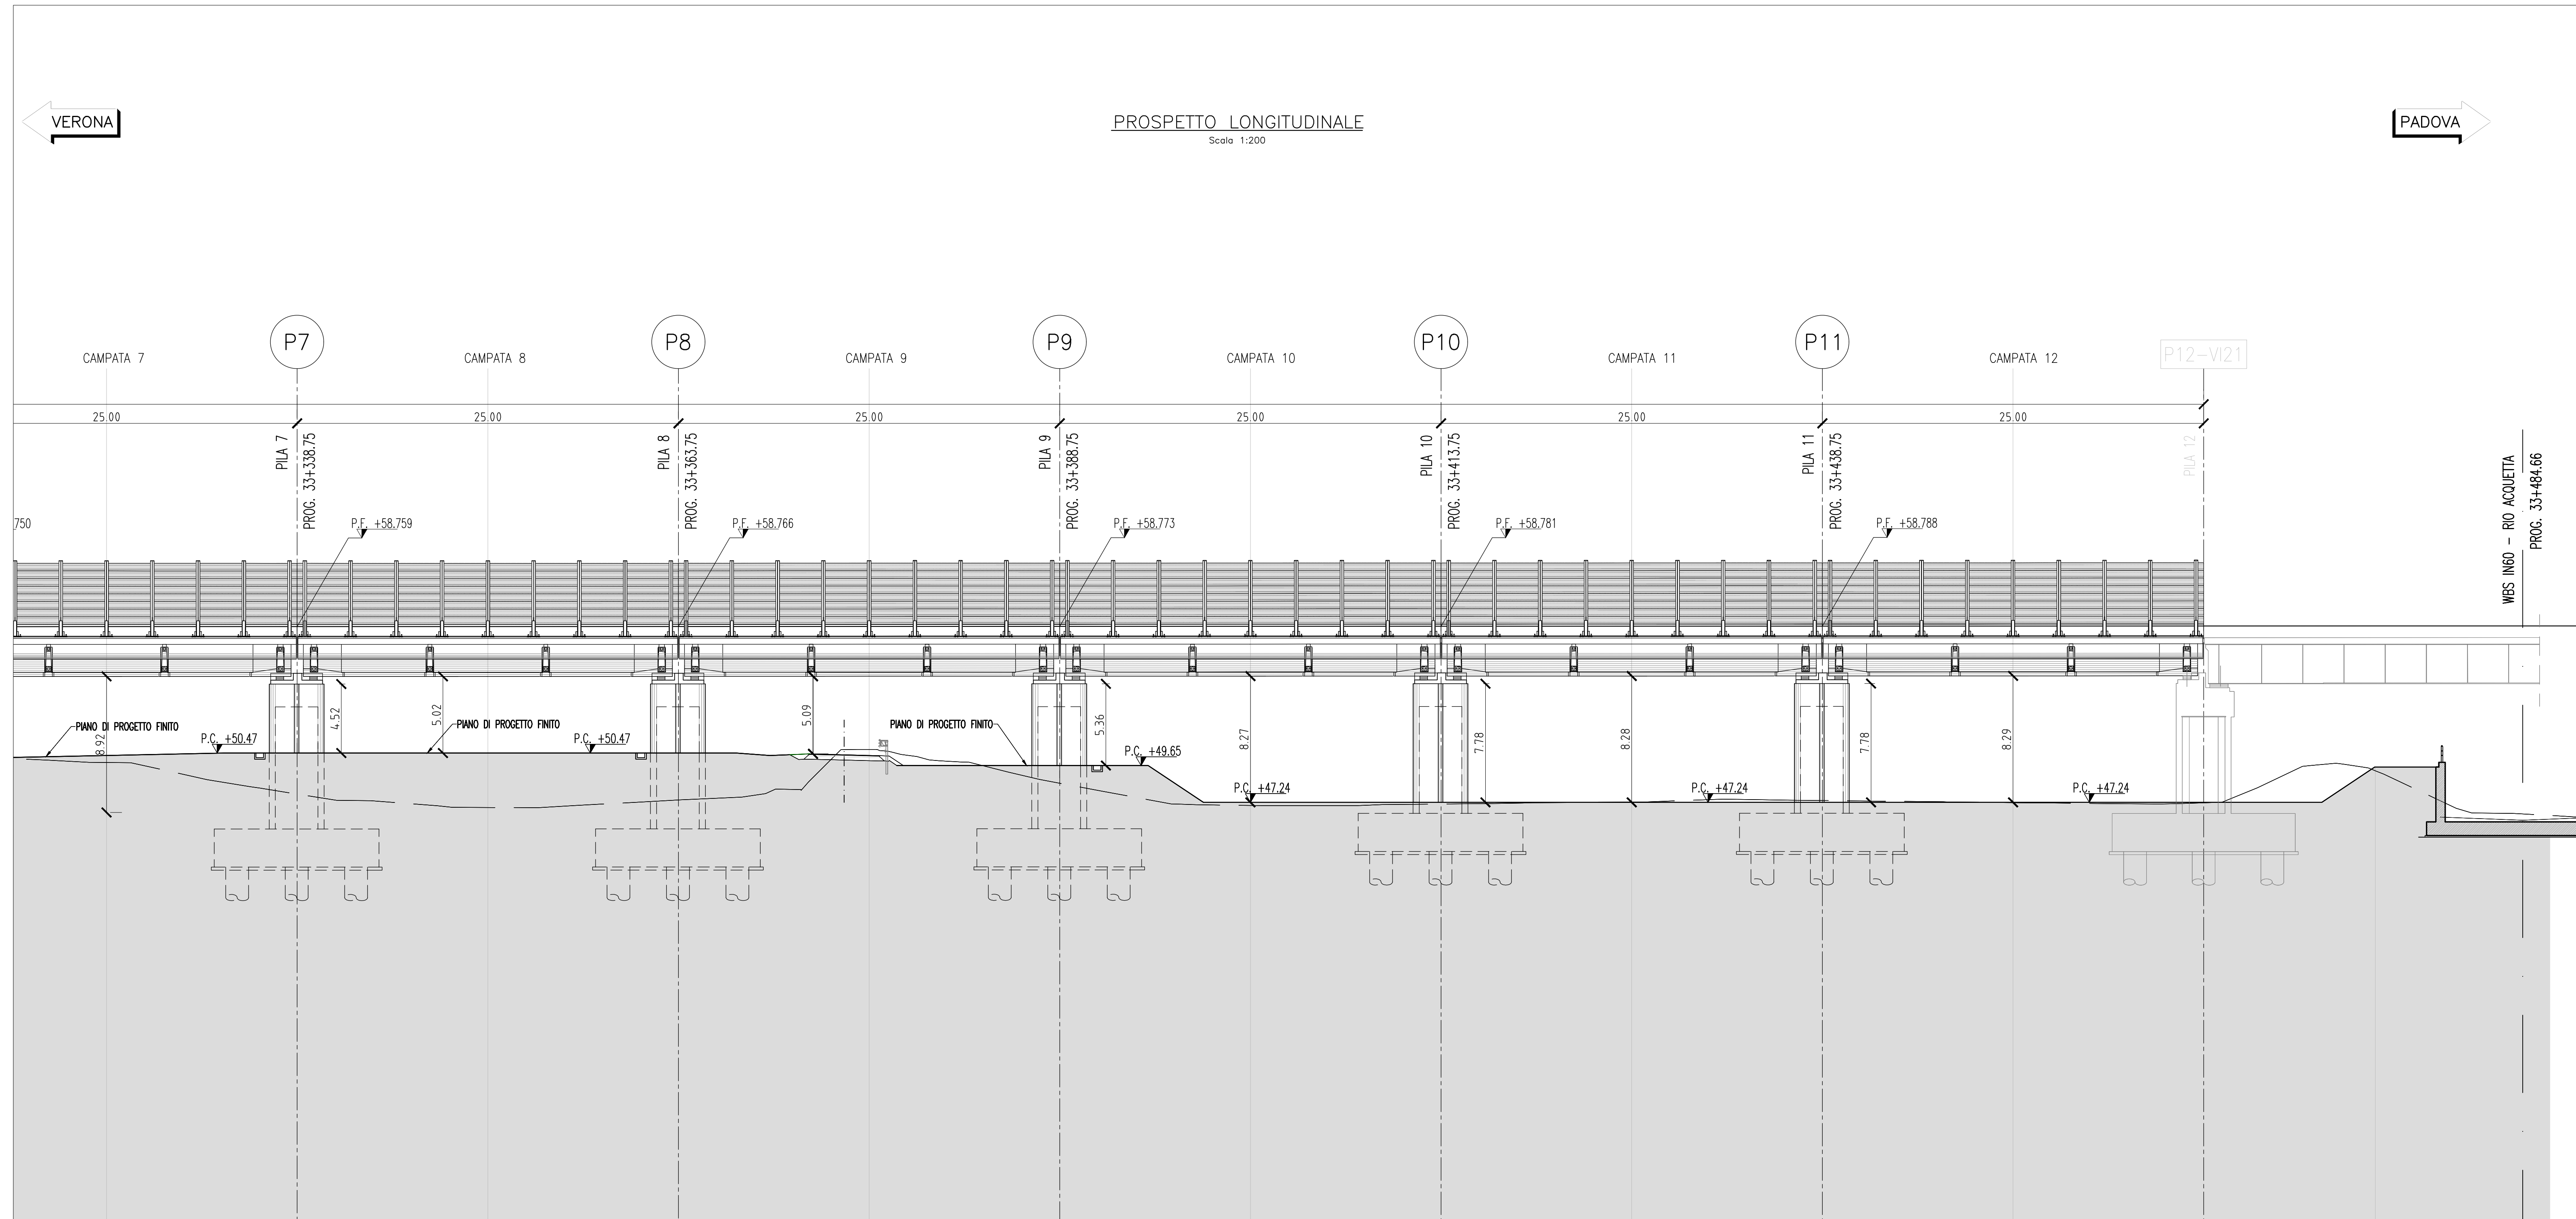 VERONA
PROSPETTO LONGITUDINALE
Scala 1:200
PADOVA
P7
P8
P9
P10
P11
P12-VI21
CAMPATA 7
CAMPATA 8
CAMPATA 9
CAMPATA 10
CAMPATA 11
CAMPATA 12
25.00
25.00
25.00
25.00
25.00
25.00
PILA 7
PROG. 33+338.75
PILA 8
PROG. 33+363.75
PILA 9
PROG. 33+388.75
PILA 10
PROG. 33+413.75
PILA 11
PROG. 33+438.75
PILA 12
WBS IN60 - RIO ACQUETTA
PROG. 33+484.66
750
P.F. +58.759
P.F. +58.766
P.F. +58.773
P.F. +58.781
P.F. +58.788
8.92
4.52
5.02
5.09
5.36
8.27
7.78
8.28
7.78
8.29
PIANO DI PROGETTO FINITO
PIANO DI PROGETTO FINITO
PIANO DI PROGETTO FINITO
P.C. +50.47
P.C. +50.47
P.C. +49.65
P.C. +47.24
P.C. +47.24
P.C. +47.24